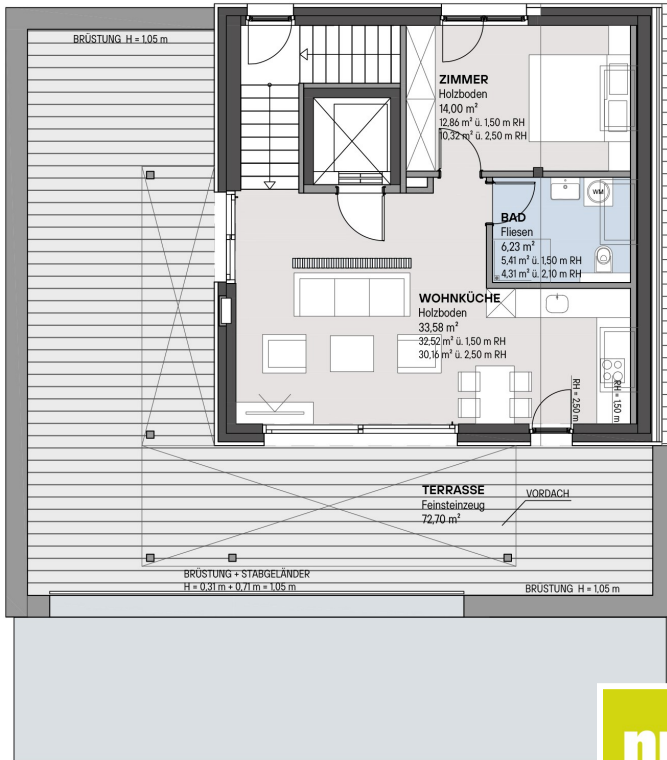 BRÜSTUNG H = 1,05 m
ZIMMER
Holzboden
14,00 m²
12,86 m² ü. 1,50 m RH
10,32 m² ü. 2,50 m RH
WM
BAD
Fliesen
6,23 m²
5,41 m² ü. 1,50 m RH
4,31 m² ü. 2,10 m RH
WOHNKÜCHE
Holzboden
33,58 m²
32,52 m² ü. 1,50 m RH
30,16 m² ü. 2,50 m RH
RH = 2,50 m
RH = 1,50 m
TERRASSE
Feinsteinzeug
72,70 m²
VORDACH
BRÜSTUNG + STABGELÄNDER
H = 0,31 m + 0,71 m = 1,05 m
BRÜSTUNG H = 1,05 m